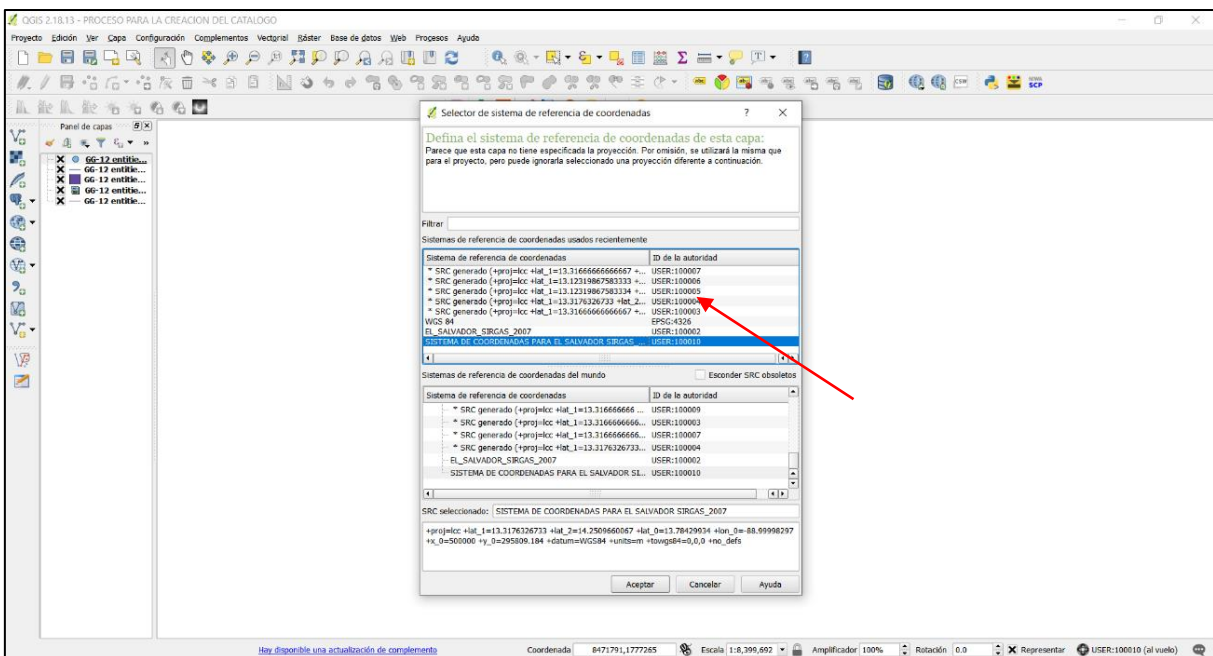 QGIS 2.18.13 - PROCESO PARA LA CREACION DEL CATALOGO
Proyecto Edición Ver Capa Configuración Complementos Vectorial Ráster Base de datos Web Procesos Ayuda
CSW
SCP
Panel de capas
GG-12 entitie...
GG-12 entitie...
GG-12 entitie...
GG-12 entitie...
GG-12 entitie...
Selector de sistema de referencia de coordenadas
Defina el sistema de referencia de coordenadas de esta capa:
Parece que esta capa no tiene especificada la proyección. Por omisión, se utilizará la misma que
para el proyecto, pero puede ignorarla seleccionado una proyección diferente a continuación.
Filtrar
Sistemas de referencia de coordenadas usados recientemente
Sistema de referencia de coordenadas ID de la autoridad
* SRC generado (+proj=lcc +lat_1=13.31666666666667 +... USER:100007
* SRC generado (+proj=lcc +lat_1=13.12319867583333 +... USER:100006
* SRC generado (+proj=lcc +lat_1=13.12319867583334 +... USER:100005
* SRC generado (+proj=lcc +lat_1=13.3176326733 +lat_2... USER:100004
* SRC generado (+proj=lcc +lat_1=13.31666666666667 +... USER:100003
WGS 84 EPSG:4326
EL_SALVADOR_SIRGAS_2007 USER:100002
SISTEMA DE COORDENADAS PARA EL SALVADOR SIRGAS_... USER:100010
Sistemas de referencia de coordenadas del mundo Esconder SRC obsoletos
Sistema de referencia de coordenadas ID de la autoridad
* SRC generado (+proj=lcc +lat_1=13.316666666 ... USER:100009
* SRC generado (+proj=lcc +lat_1=13.3166666666... USER:100003
* SRC generado (+proj=lcc +lat_1=13.3166666666... USER:100007
* SRC generado (+proj=lcc +lat_1=13.3176326733... USER:100004
EL_SALVADOR_SIRGAS_2007 USER:100002
SISTEMA DE COORDENADAS PARA EL SALVADOR SI... USER:100010
SRC seleccionado: SISTEMA DE COORDENADAS PARA EL SALVADOR SIRGAS_2007
+proj=lcc +lat_1=13.3176326733 +lat_2=14.2509660067 +lat_0=13.78429934 +lon_0=-88.99998297
+x_0=500000 +y_0=295809.184 +datum=WGS84 +units=m +towgs84=0,0,0 +no_defs
Aceptar Cancelar Ayuda
Hay disponible una actualización de complemento Coordenada 8471791,1777265 Escala 1:8,399,692 Amplificador 100% Rotación 0.0 Representar USER:100010 (al vuelo)